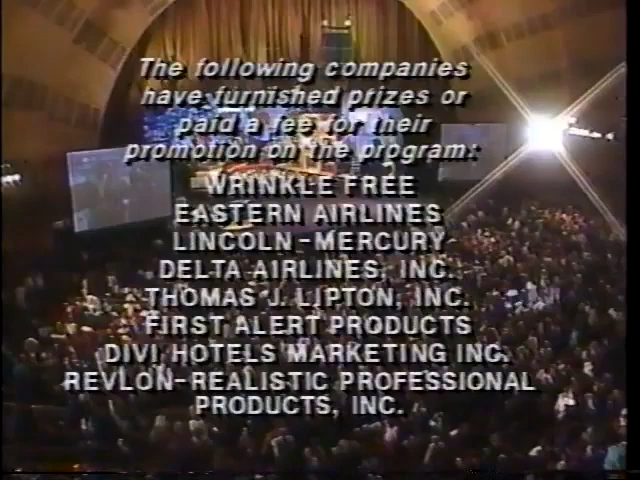 The following companies
have furnished prizes or
paid a fee for their
promotion on the program:
WRINKLE FREE
EASTERN AIRLINES
LINCOLN-MERCURY
DELTA AIRLINES, INC.
THOMAS J. LIPTON, INC.
FIRST ALERT PRODUCTS
DIVI HOTELS MARKETING INC.
REVLON-REALISTIC PROFESSIONAL
PRODUCTS, INC.